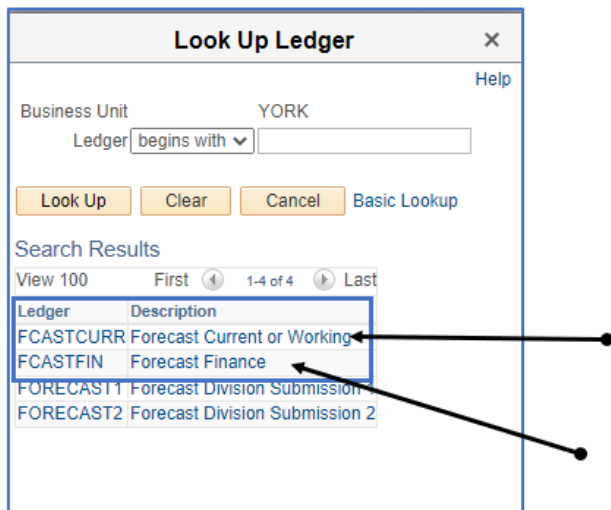 Look Up Ledger ×
Help
Business Unit YORK
Ledger begins with
Look Up Clear Cancel Basic Lookup
Search Results
View 100 First 1-4 of 4 Last
Ledger Description
FCASTCURR Forecast Current or Working
FCASTFIN Forecast Finance
FORECAST1 Forecast Division Submission 1
FORECAST2 Forecast Division Submission 2